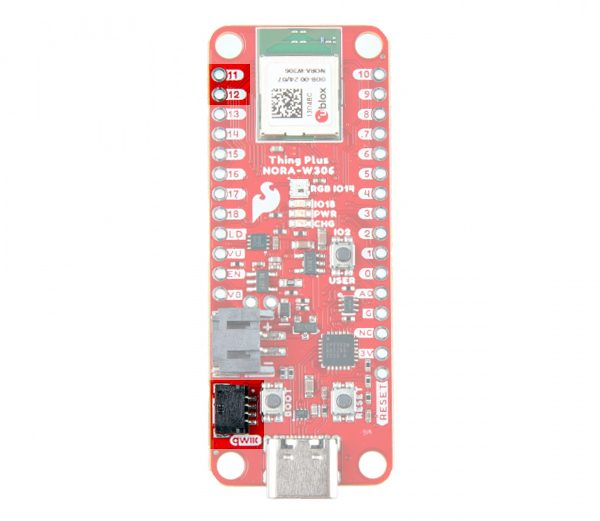 11
10
12
9
13
8
14
7
15
6
16
5
17
4
18
3
LD
2
VU
1
EN
0
VB
A0
G
NC
3V
RESET
NORA-W306
ublox
Thing Plus
NORA-W306
RGB IO14
IO18
PWR
CHG
IO2
USER
+
BOOT
RESET
qwiic